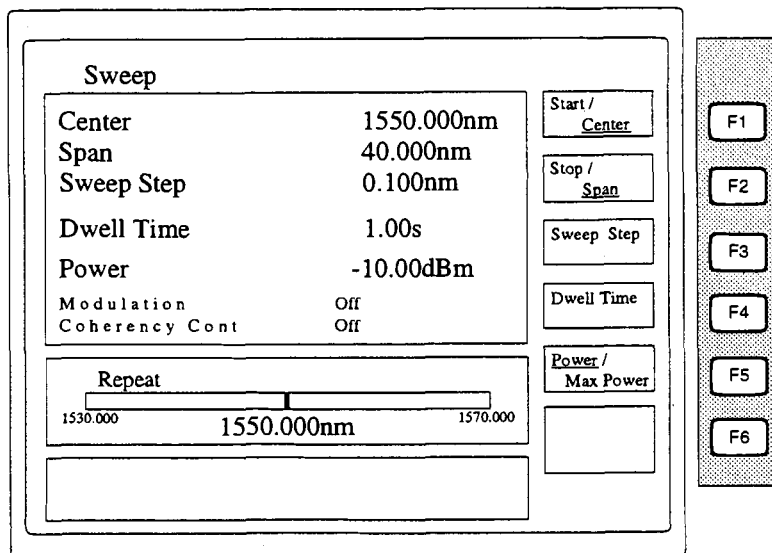 Sweep
Center 1550.000nm
Span 40.000nm
Sweep Step 0.100nm
Dwell Time 1.00s
Power -10.00dBm
Modulation Off
Coherency Cont Off
Repeat
1530.000 1550.000nm 1570.000
Start /
Center
Stop /
Span
Sweep Step
Dwell Time
Power /
Max Power
F1
F2
F3
F4
F5
F6